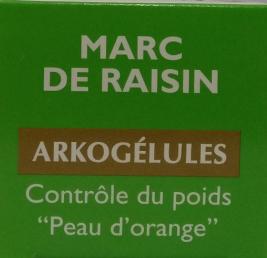 MARC
DE RAISIN
ARKOGÉLULES
Contrôle du poids
“Peau d’orange”